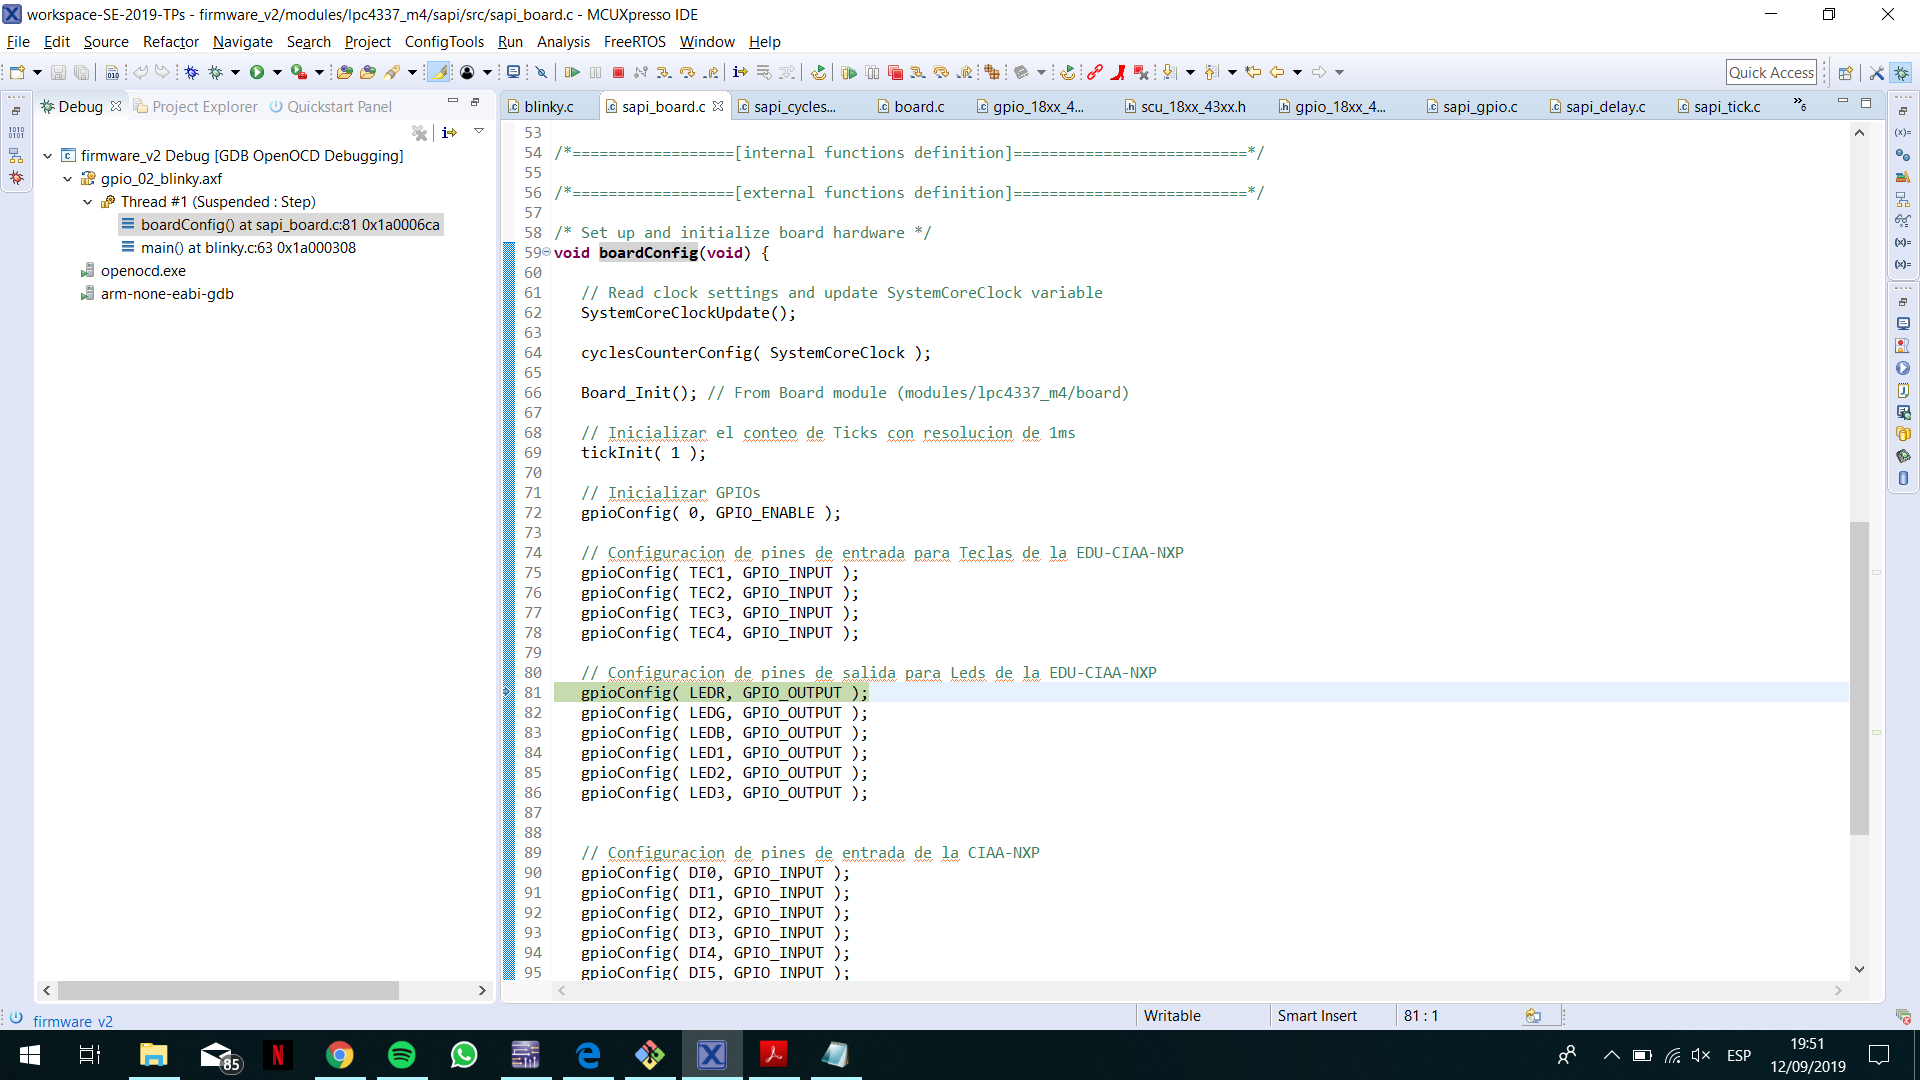 workspace-SE-2019-TPs - firmware_v2/modules/lpc4337_m4/sapi/src/sapi_board.c - MCUXpresso IDE
File Edit Source Refactor Navigate Search Project ConfigTools Run Analysis FreeRTOS Window Help
Quick Access
Debug Project Explorer Quickstart Panel
firmware_v2 Debug [GDB OpenOCD Debugging]
gpio_02_blinky.axf
Thread #1 (Suspended : Step)
boardConfig() at sapi_board.c:81 0x1a0006ca
main() at blinky.c:63 0x1a000308
openocd.exe
arm-none-eabi-gdb
blinky.c sapi_board.c sapi_cycles... board.c gpio_18xx_4... scu_18xx_43xx.h gpio_18xx_4... sapi_gpio.c sapi_delay.c sapi_tick.c »6
53
54 /*==================[internal functions definition]==========================*/
55
56 /*==================[external functions definition]==========================*/
57
58 /* Set up and initialize board hardware */
59 void boardConfig(void) {
60
61 // Read clock settings and update SystemCoreClock variable
62 SystemCoreClockUpdate();
63
64 cyclesCounterConfig( SystemCoreClock );
65
66 Board_Init(); // From Board module (modules/lpc4337_m4/board)
67
68 // Inicializar el conteo de Ticks con resolucion de 1ms
69 tickInit( 1 );
70
71 // Inicializar GPIOs
72 gpioConfig( 0, GPIO_ENABLE );
73
74 // Configuracion de pines de entrada para Teclas de la EDU-CIAA-NXP
75 gpioConfig( TEC1, GPIO_INPUT );
76 gpioConfig( TEC2, GPIO_INPUT );
77 gpioConfig( TEC3, GPIO_INPUT );
78 gpioConfig( TEC4, GPIO_INPUT );
79
80 // Configuracion de pines de salida para Leds de la EDU-CIAA-NXP
81 gpioConfig( LEDR, GPIO_OUTPUT );
82 gpioConfig( LEDG, GPIO_OUTPUT );
83 gpioConfig( LEDB, GPIO_OUTPUT );
84 gpioConfig( LED1, GPIO_OUTPUT );
85 gpioConfig( LED2, GPIO_OUTPUT );
86 gpioConfig( LED3, GPIO_OUTPUT );
87
88
89 // Configuracion de pines de entrada de la CIAA-NXP
90 gpioConfig( DI0, GPIO_INPUT );
91 gpioConfig( DI1, GPIO_INPUT );
92 gpioConfig( DI2, GPIO_INPUT );
93 gpioConfig( DI3, GPIO_INPUT );
94 gpioConfig( DI4, GPIO_INPUT );
95 gpioConfig( DI5, GPIO_INPUT );
firmware_v2
Writable Smart Insert 81 : 1
85
ESP
19:51
12/09/2019